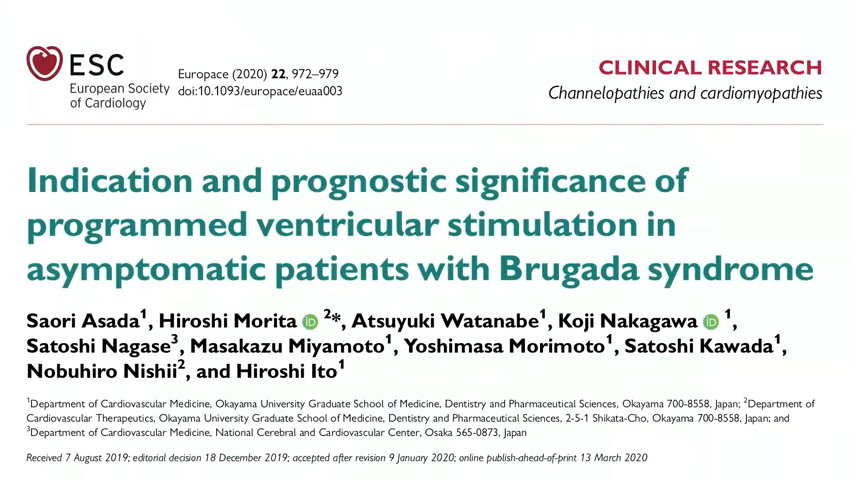 ESC
European Society
of Cardiology
Europace (2020) 22, 972–979
doi:10.1093/europace/euaa003
CLINICAL RESEARCH
Channelopathies and cardiomyopathies
Indication and prognostic significance of
programmed ventricular stimulation in
asymptomatic patients with Brugada syndrome
Saori Asada1, Hiroshi Morita iD 2*, Atsuyuki Watanabe1, Koji Nakagawa iD 1,
Satoshi Nagase3, Masakazu Miyamoto1, Yoshimasa Morimoto1, Satoshi Kawada1,
Nobuhiro Nishii2, and Hiroshi Ito1
1Department of Cardiovascular Medicine, Okayama University Graduate School of Medicine, Dentistry and Pharmaceutical Sciences, Okayama 700-8558, Japan; 2Department of
Cardiovascular Therapeutics, Okayama University Graduate School of Medicine, Dentistry and Pharmaceutical Sciences, 2-5-1 Shikata-Cho, Okayama 700-8558, Japan; and
3Department of Cardiovascular Medicine, National Cerebral and Cardiovascular Center, Osaka 565-0873, Japan
Received 7 August 2019; editorial decision 18 December 2019; accepted after revision 9 January 2020; online publish-ahead-of-print 13 March 2020